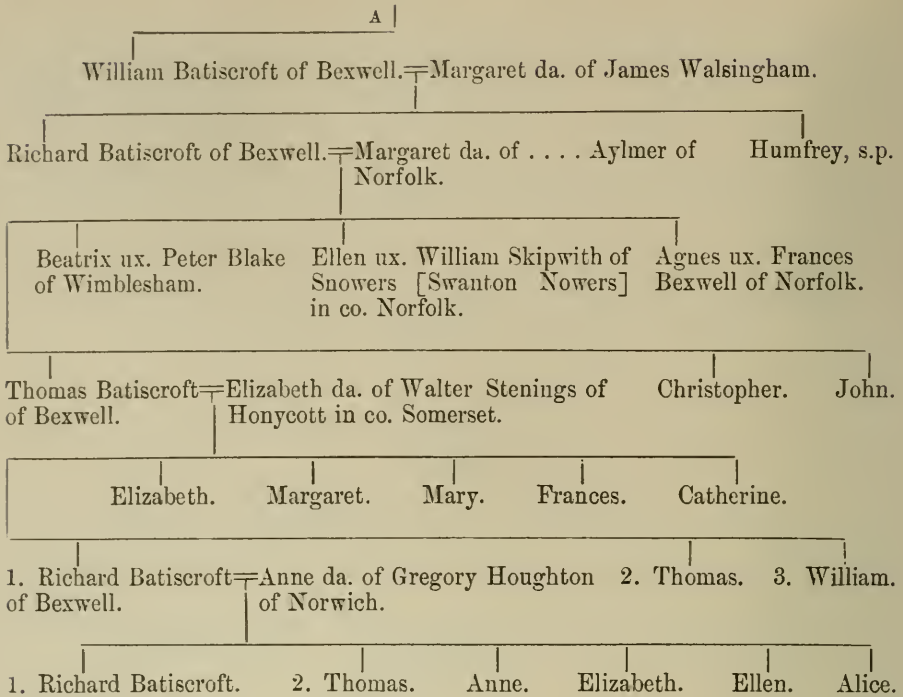 A
William Batiscroft of Bexwell.=Margaret da. of James Walsingham.
Richard Batiscroft of Bexwell.=Margaret da. of .... Aylmer of Norfolk. Humfrey, s.p.
Beatrix ux. Peter Blake of Wimblesham. Ellen ux. William Skipwith of Snowers [Swanton Nowers] in co. Norfolk. Agnes ux. Frances Bexwell of Norfolk.
Thomas Batiscroft of Bexwell.=Elizabeth da. of Walter Stenings of Honycott in co. Somerset. Christopher. John.
Elizabeth. Margaret. Mary. Frances. Catherine.
1. Richard Batiscroft of Bexwell.=Anne da. of Gregory Houghton of Norwich. 2. Thomas. 3. William.
1. Richard Batiscroft. 2. Thomas. Anne. Elizabeth. Ellen. Alice.